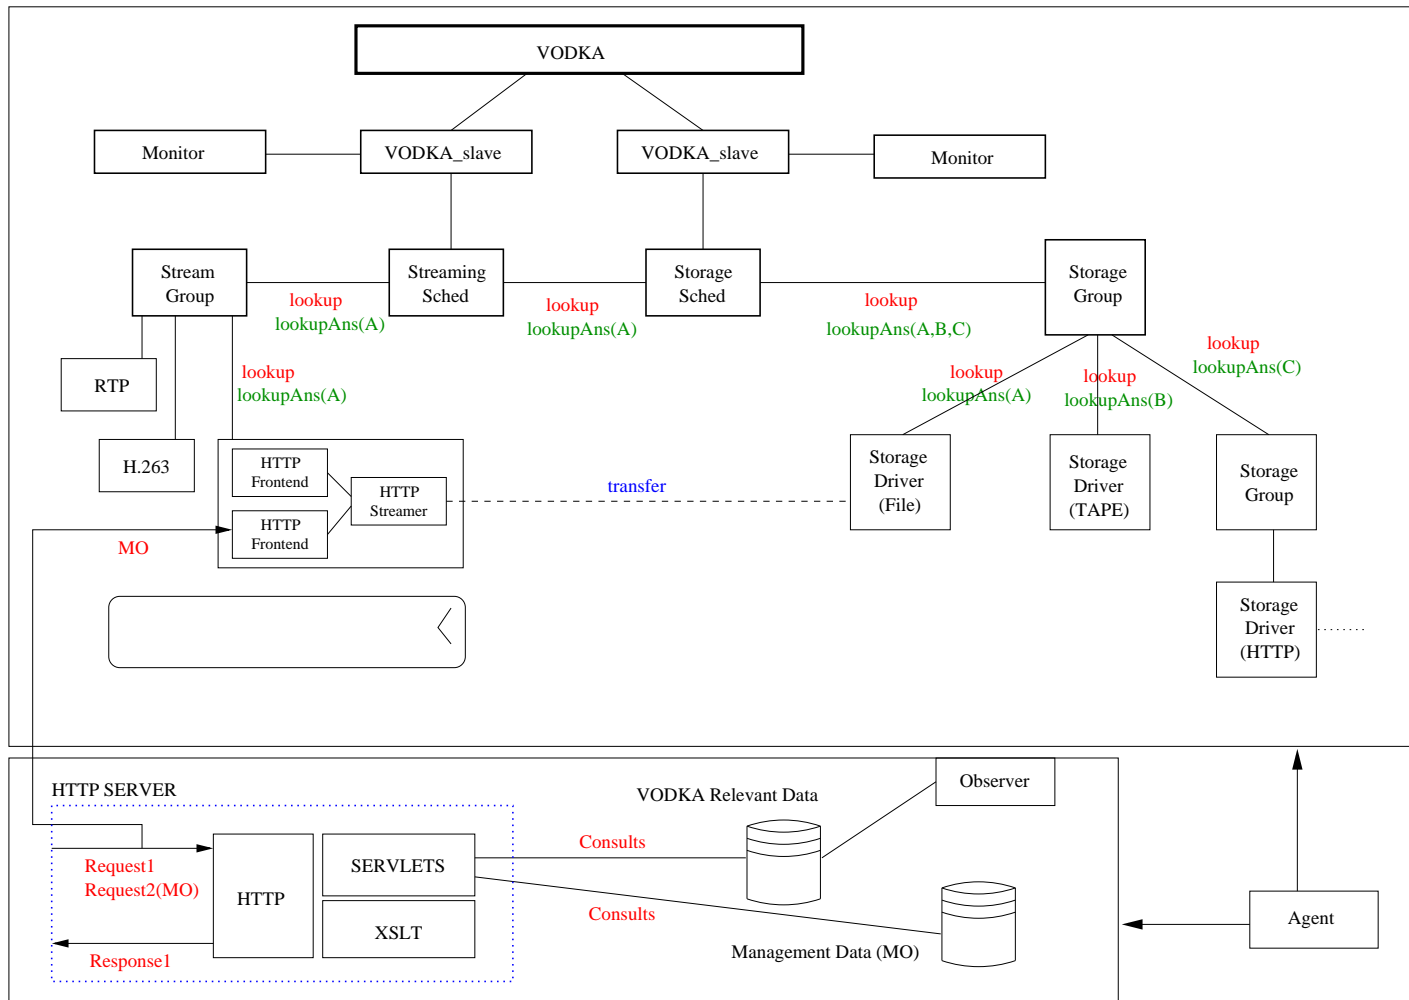 VODKA
Monitor
VODKA_slave
VODKA_slave
Monitor
Stream
Group
Streaming
Sched
Storage
Sched
Storage
Group
lookup
lookupAns(A)
lookup
lookupAns(A)
lookup
lookupAns(A,B,C)
lookup
lookupAns(C)
RTP
lookup
lookupAns(A)
lookup
lookupAns(A)
lookup
lookupAns(B)
H.263
HTTP
Frontend
HTTP
Streamer
HTTP
Frontend
transfer
Storage
Driver
(File)
Storage
Driver
(TAPE)
Storage
Group
MO
Storage
Driver
(HTTP)
HTTP SERVER
VODKA Relevant Data
Observer
Request1
Request2(MO)
HTTP
SERVLETS
XSLT
Consults
Consults
Response1
Management Data (MO)
Agent